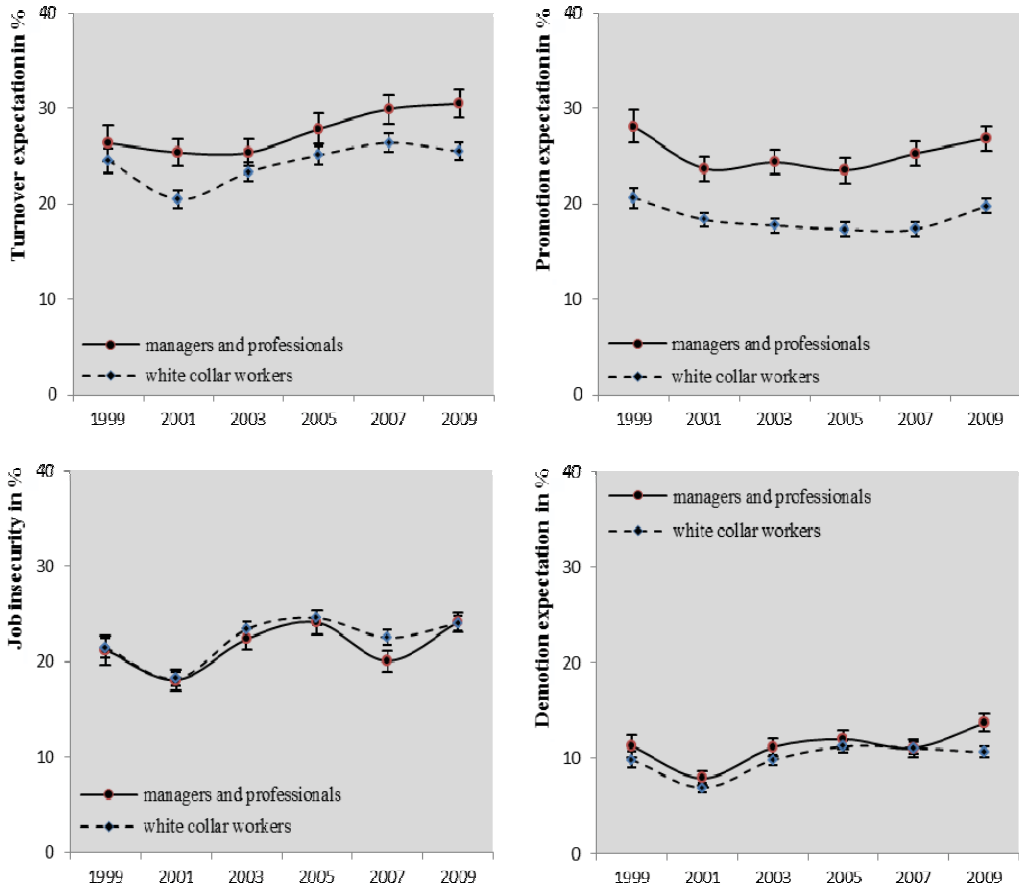 Turnover expectationin in %
40
30
20
10
0
managers and professionals
white collar workers
1999 2001 2003 2005 2007 2009
Promotion expectationin in %
40
30
20
10
0
managers and professionals
white collar workers
1999 2001 2003 2005 2007 2009
Job insecurity in %
40
30
20
10
0
managers and professionals
white collar workers
1999 2001 2003 2005 2007 2009
Demotion expectation in %
40
30
20
10
0
managers and professionals
white collar workers
1999 2001 2003 2005 2007 2009